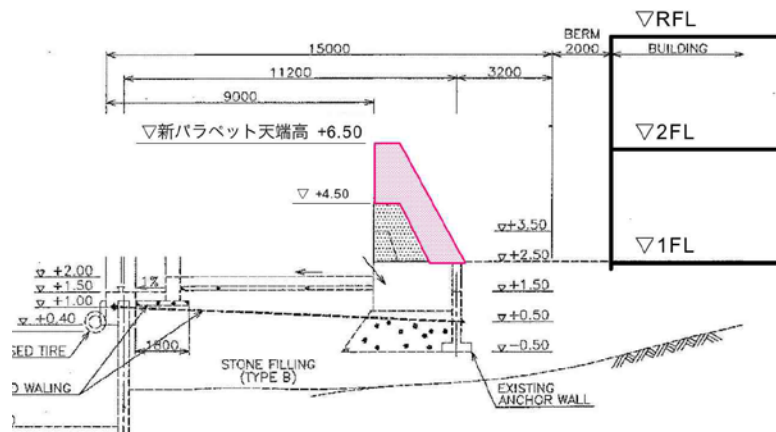 ▽RFL
BERM
15000
2000
BUILDING
11200
3200
9000
▽新パラペット天端高 +6.50
▽2FL
▽ +4.50
▽+3.50
▽+2.50
▽1FL
▽ +2.00
▽ +1.50
1%
▽+1.50
▽ +1.00
▽ +0.40
▽+0.50
SED TIRE
1800
▽-0.50
STONE FILLING
(TYPE B)
D WALING
EXISTING
ANCHOR WALL